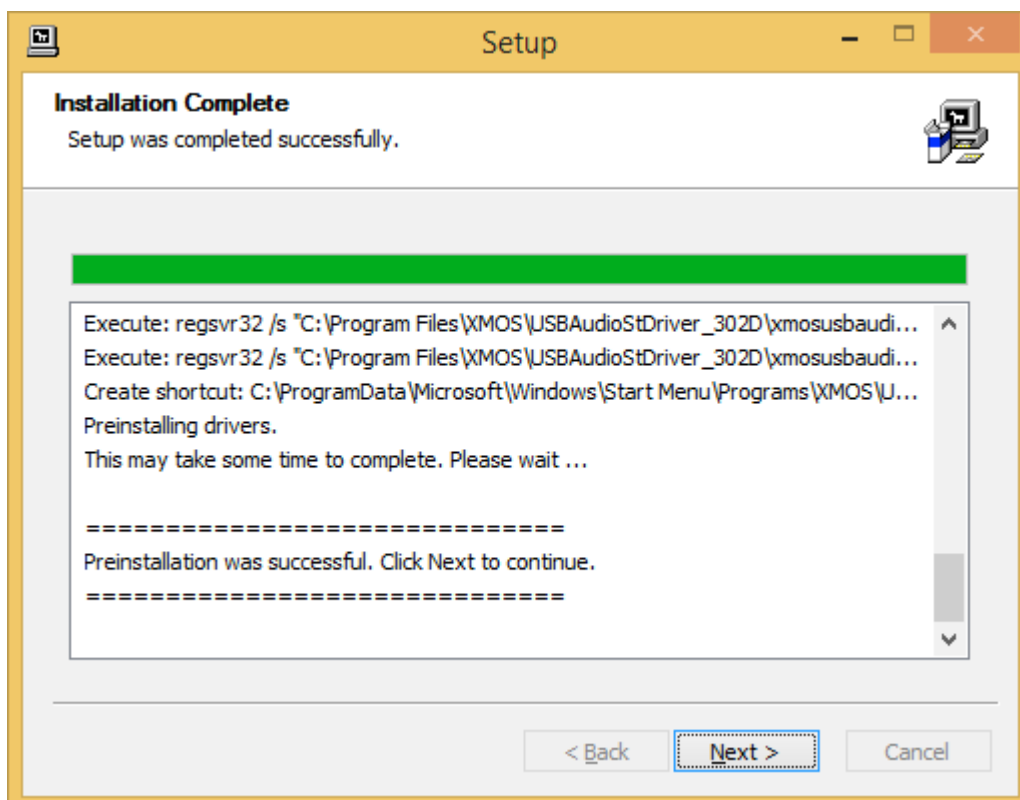 Setup
Installation Complete
Setup was completed successfully.
Execute: regsvr32 /s "C:\Program Files\XMOS\USBAudioStDriver_302D\xmosusbaudi...
Execute: regsvr32 /s "C:\Program Files\XMOS\USBAudioStDriver_302D\xmosusbaudi...
Create shortcut: C:\ProgramData\Microsoft\Windows\Start Menu\Programs\XMOS\U...
Preinstalling drivers.
This may take some time to complete. Please wait ...
==============================
Preinstallation was successful. Click Next to continue.
==============================
< Back Next > Cancel